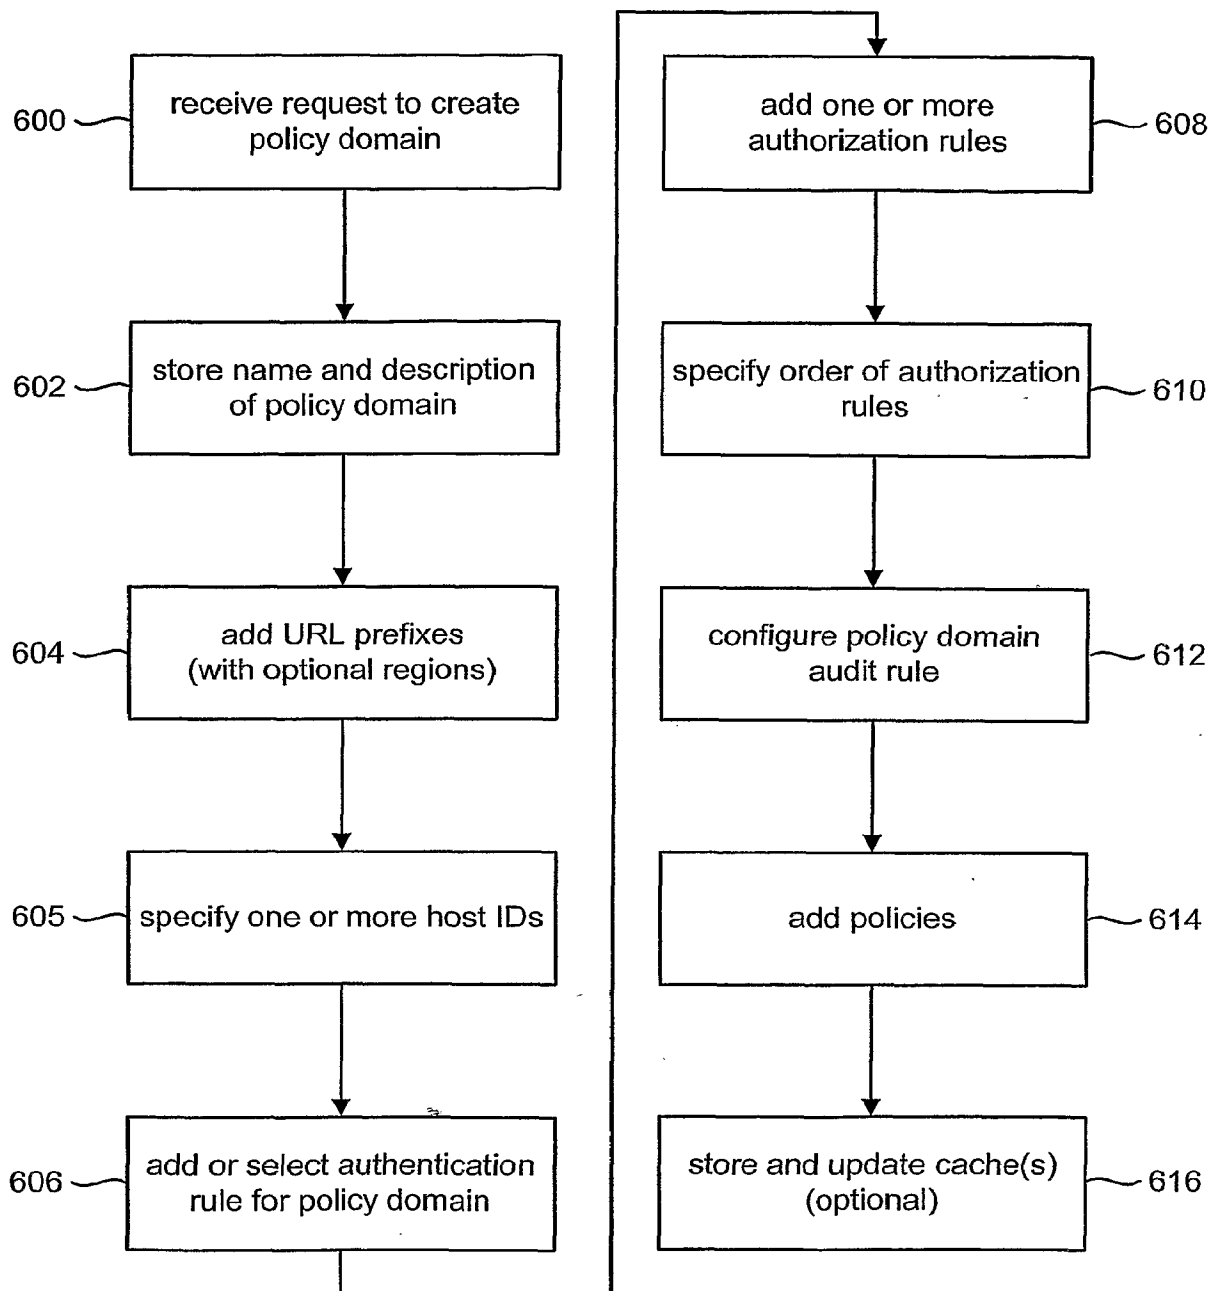 600
receive request to create
policy domain
602
store name and description
of policy domain
604
add URL prefixes
(with optional regions)
605
specify one or more host IDs
606
add or select authentication
rule for policy domain
add one or more
authorization rules
608
specify order of authorization
rules
610
configure policy domain
audit rule
612
add policies
614
store and update cache(s)
(optional)
616